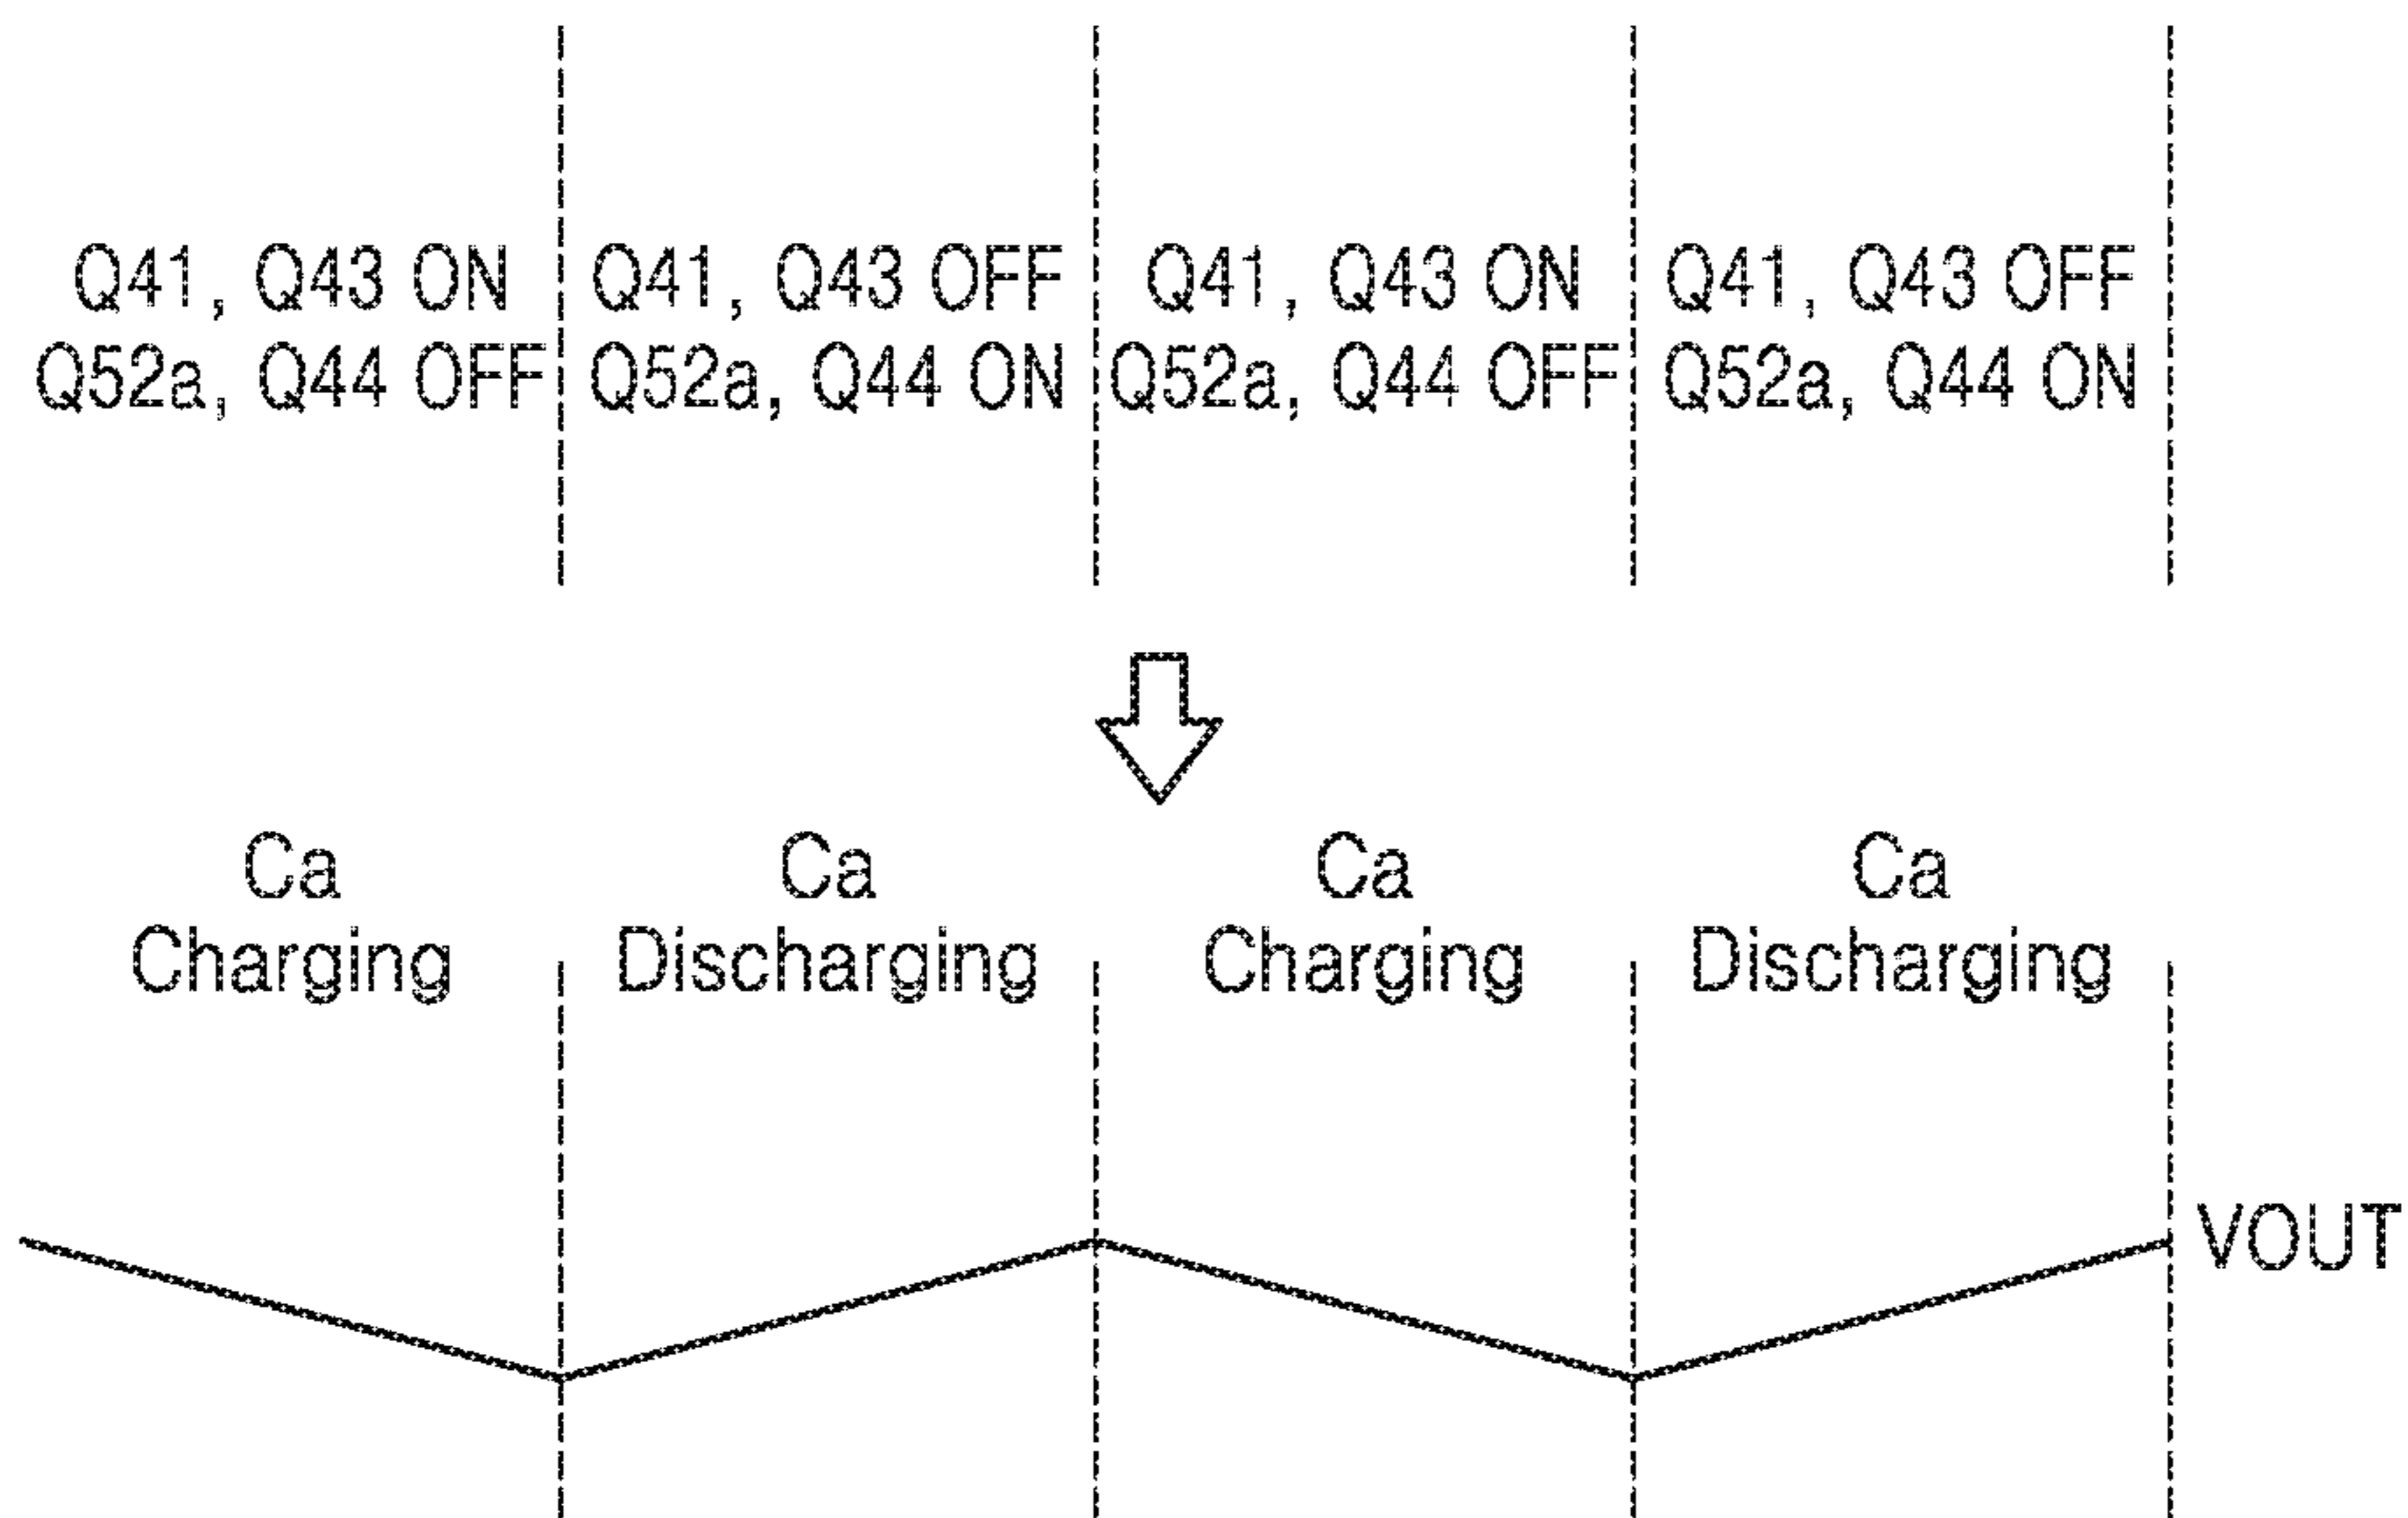 Q41, Q43 ON
Q52a, Q44 OFF
Q41, Q43 OFF
Q52a, Q44 ON
Q41, Q43 ON
Q52a, Q44 OFF
Q41, Q43 OFF
Q52a, Q44 ON
Ca
Charging
Ca
Discharging
Ca
Charging
Ca
Discharging
VOUT